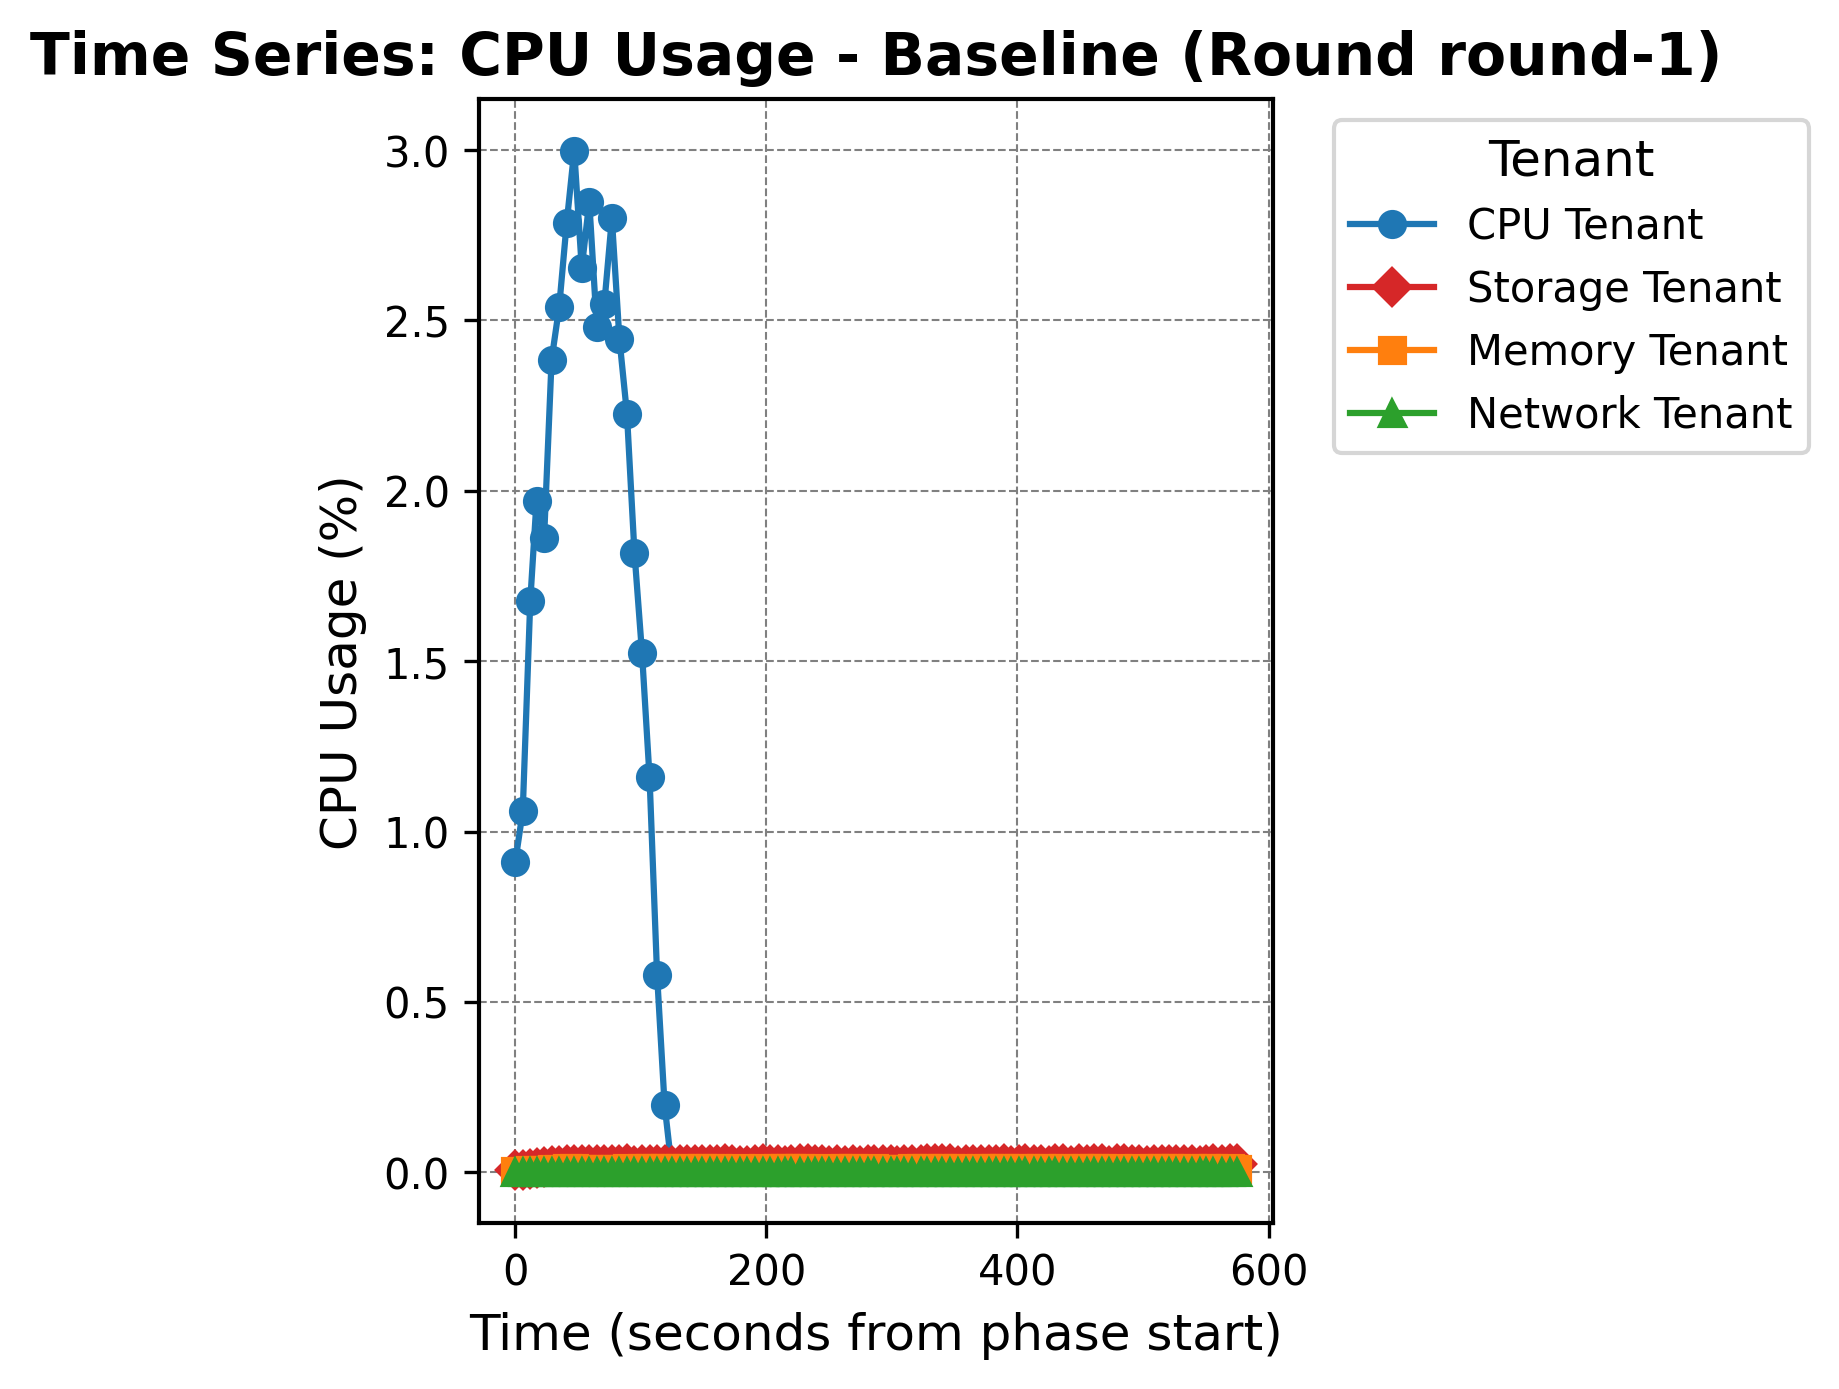 Time Series: CPU Usage - Baseline (Round round-1)
Tenant
CPU Tenant
Storage Tenant
Memory Tenant
Network Tenant
CPU Usage (%)
3.0
2.5
2.0
1.5
1.0
0.5
0.0
0 200 400 600
Time (seconds from phase start)